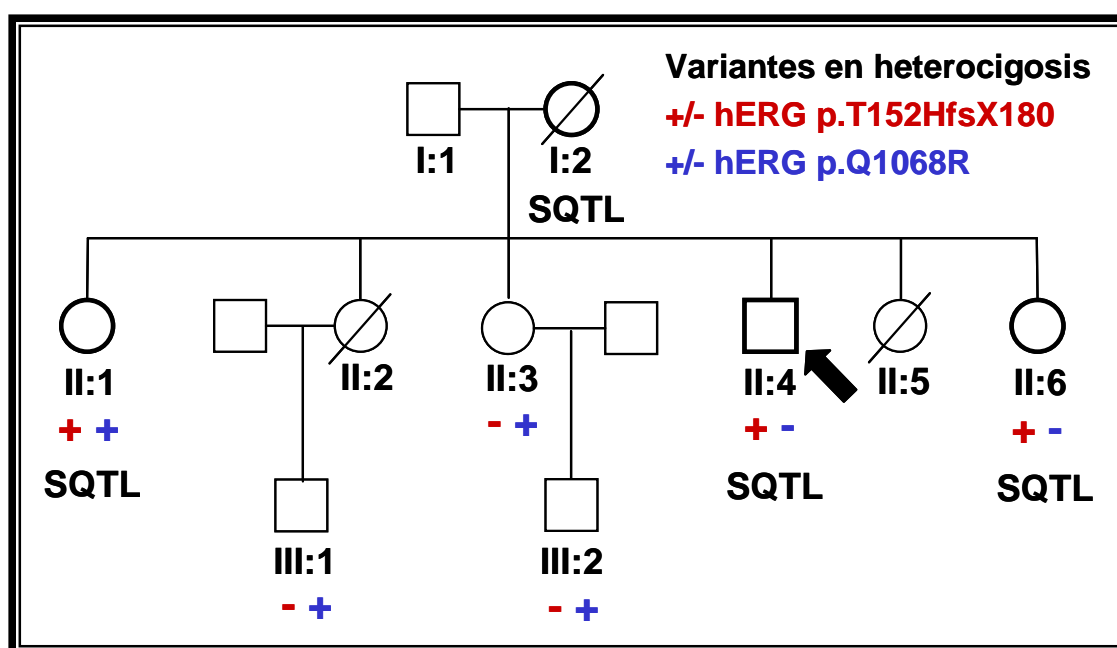 Variantes en heterocigosis
+/- hERG p.T152HfsX180
+/- hERG p.Q1068R
I:1 I:2
SQTL
II:1 II:2 II:3 II:4 II:5 II:6
+ + - + + - + -
SQTL SQTL SQTL
III:1 III:2
- + - +